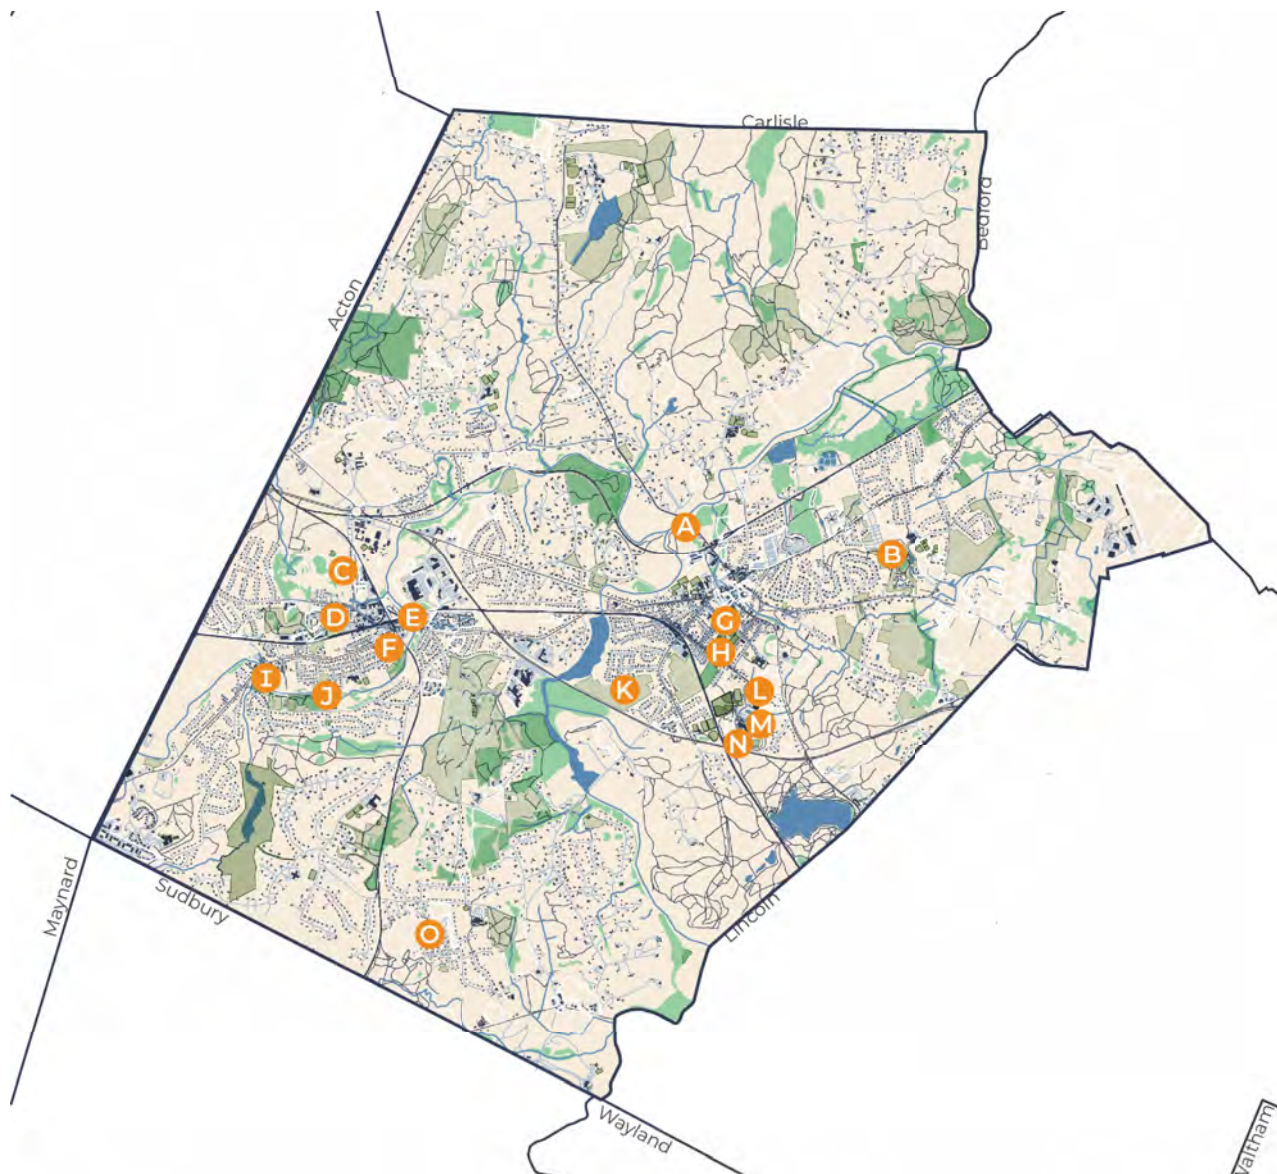 Carlisle
Bedford
Acton
A
B
C
D
E
G
F
H
I
J
K
L
M
N
Maynard
Sudbury
Lincoln
O
Wayland
Waltham